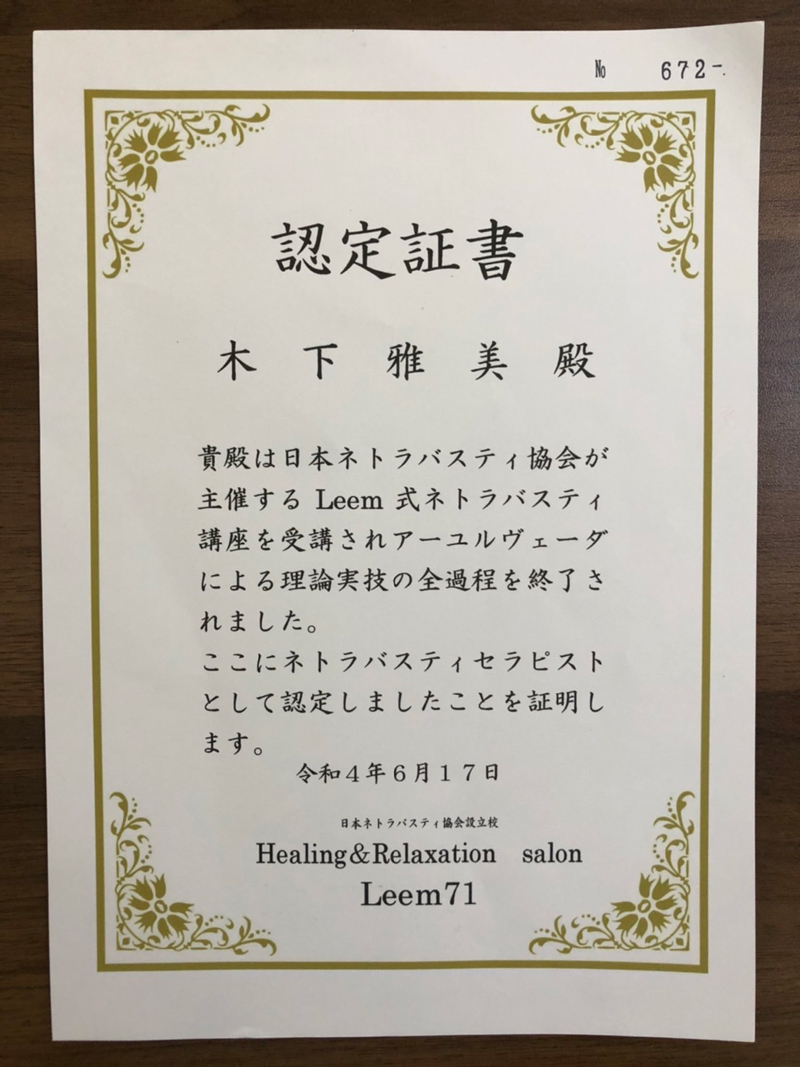 № 672-
認定証書
木下雅美殿
貴殿は日本ネトラバスティ協会が
主催する Leem 式ネトラバスティ
講座を受講されアーユルヴェーダ
による理論実技の全過程を終了さ
れました。
ここにネトラバスティセラピスト
として認定しましたことを証明し
ます。
令和４年６月１７日
日本ネトラバスティ協会設立校
Healing＆Relaxation salon
Leem71